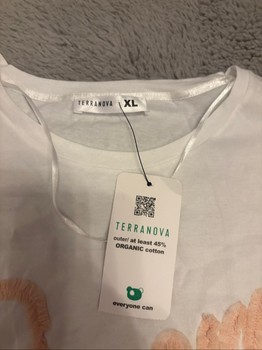 TERRANOVA XL
TERRANOVA
outer/ at least 45%
ORGANIC cotton
everyone can